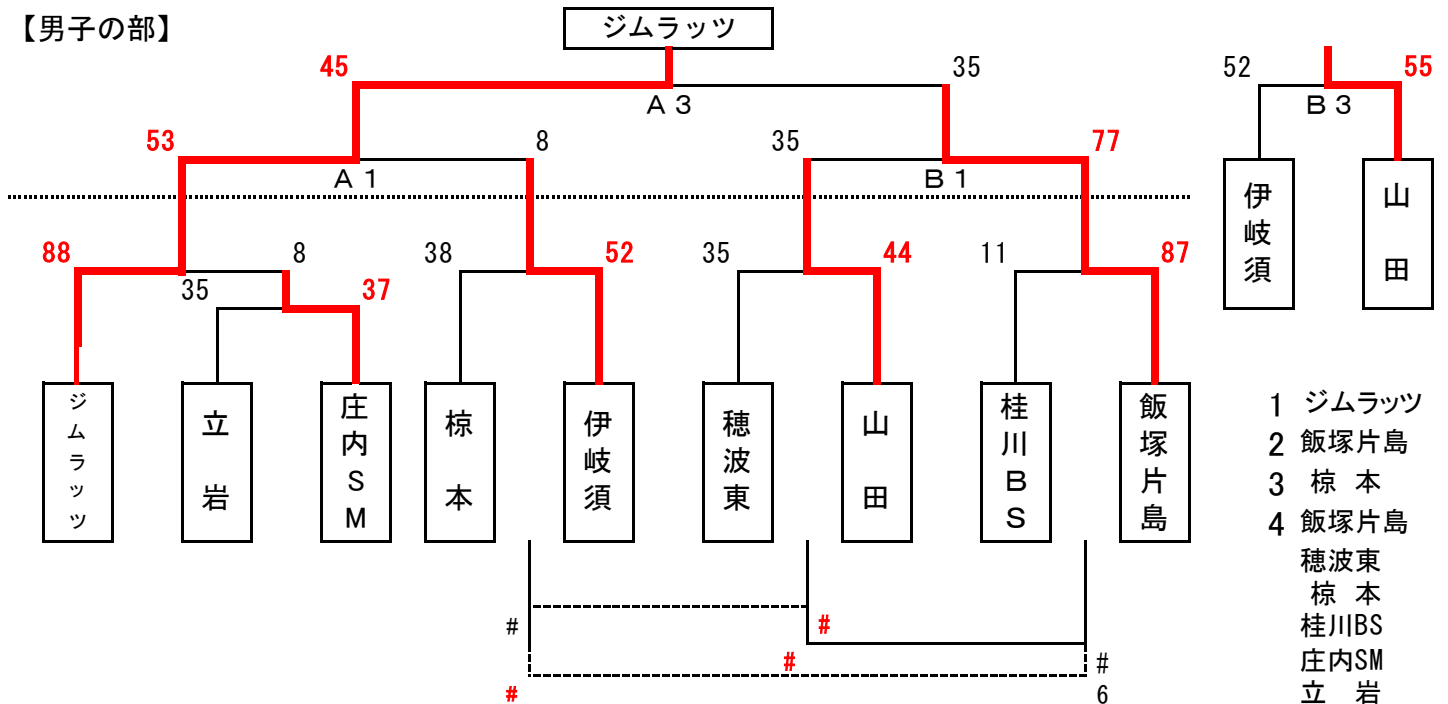 【男子の部】
ジムラッツ
45
35
52
55
A3
B3
53
8
35
77
A1
B1
伊岐須
山田
88
8
38
52
35
44
11
87
35
37
ジムラッツ
立岩
庄内SM
椋本
伊岐須
穂波東
山田
桂川BS
飯塚片島
1 ジムラッツ
2 飯塚片島
3 椋 本
4 飯塚片島
穂波東
椋 本
桂川BS
庄内SM
立 岩
#
#
#
#
#
6